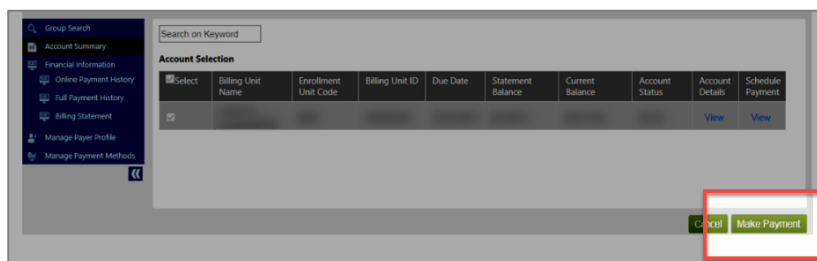 Group Search
Account Summary
Financial Information
Online Payment History
Full Payment History
Billing Statement
Manage Payer Profile
Manage Payment Methods
Search on Keyword
Account Selection
Select Billing Unit Name Enrollment Unit Code Billing Unit ID Due Date Statement Balance Current Balance Account Status Account Details Schedule Payment
View View
Cancel Make Payment